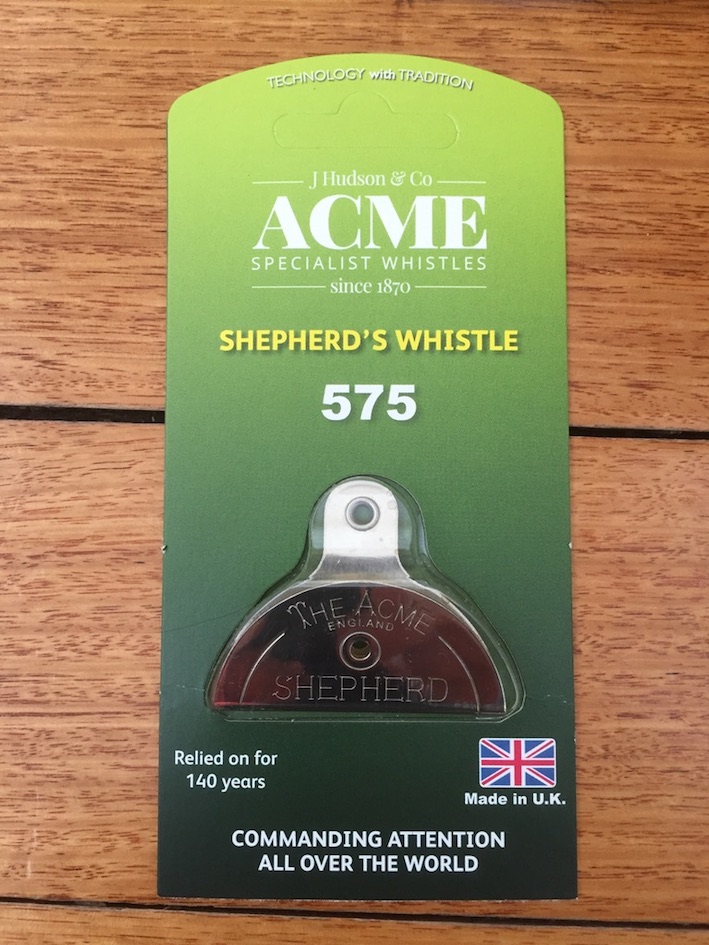 TECHNOLOGY with TRADITION
J Hudson & Co
ACME
SPECIALIST WHISTLES
since 1870
SHEPHERD'S WHISTLE
575
THE ACME
ENGLAND
SHEPHERD
Relied on for
140 years
Made in U.K.
COMMANDING ATTENTION
ALL OVER THE WORLD